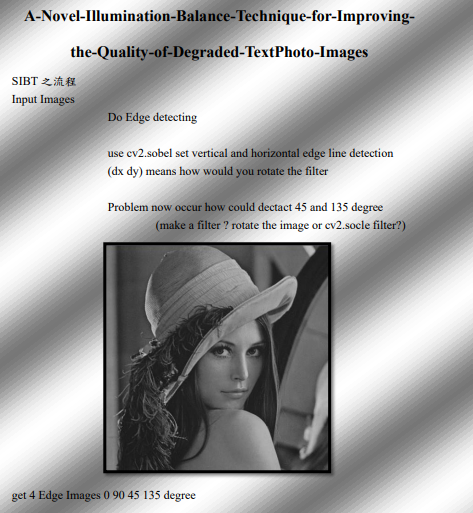 A-Novel-Illumination-Balance-Technique-for-Improving-
the-Quality-of-Degraded-TextPhoto-Images
SIBT 之流程
Input Images
Do Edge detecting
use cv2.sobel set vertical and horizontal edge line detection
(dx dy) means how would you rotate the filter
Problem now occur how could dectact 45 and 135 degree
(make a filter ? rotate the image or cv2.socle filter?)
get 4 Edge Images 0 90 45 135 degree